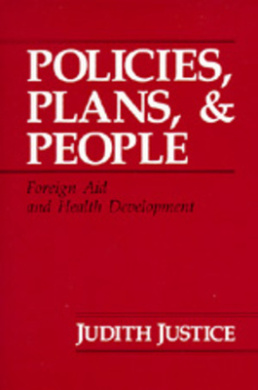 POLICIES,
PLANS, &
PEOPLE
Foreign Aid
and Health Development
JUDITH JUSTICE